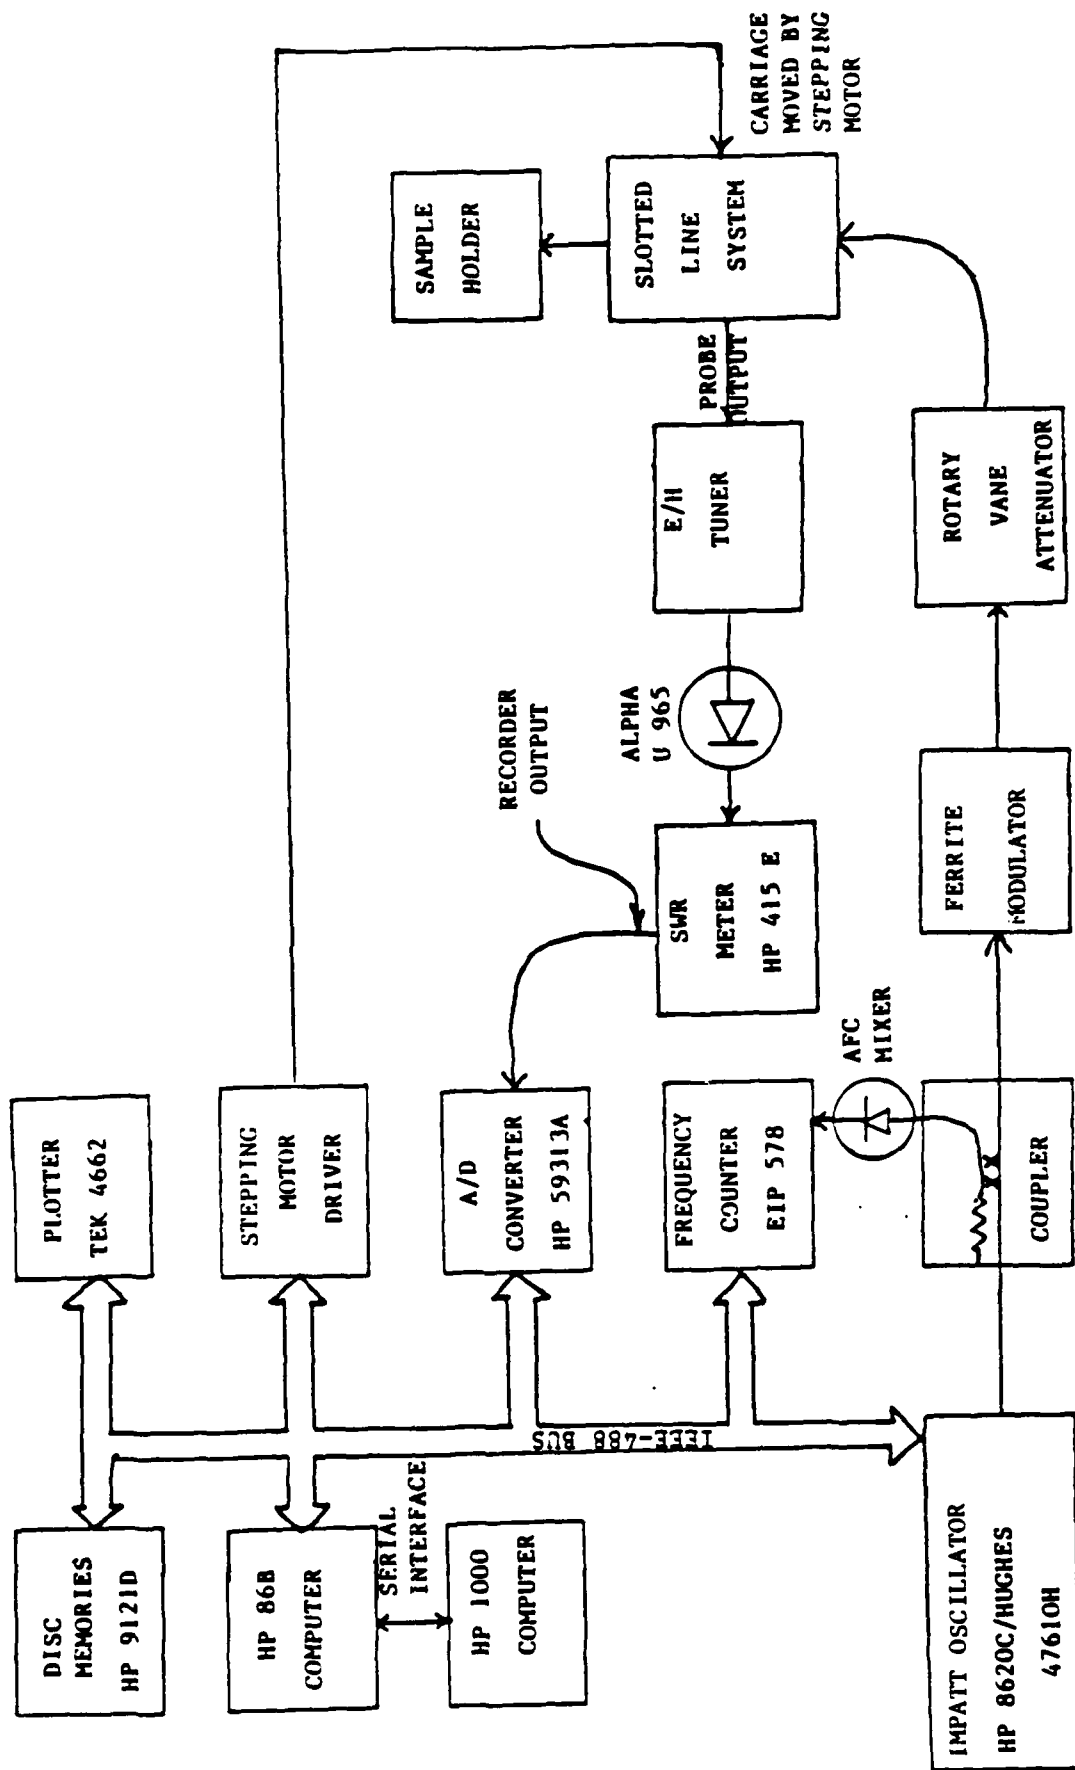 DISC
MEMORIES
HP 9121D
PLOTTER
TEK 4662
HP 86B
COMPUTER
STEPPING
MOTOR
DRIVER
SERIAL
INTERFACE
HP 1000
COMPUTER
IEEE-488 BUS
A/D
CONVERTER
HP 59313A
RECORDER
OUTPUT
SAMPLE
HOLDER
FREQUENCY
COUNTER
EIP 578
SWR
METER
HP 415 E
ALPHA
U 965
E/H
TUNER
PROBE
OUTPUT
SLOTTED
LINE
SYSTEM
CARRIAGE
MOVED BY
STEPPING
MOTOR
AFC
MIXER
IMPATT OSCILLATOR
HP 8620C/HUGHES
47610H
COUPLER
FERRITE
MODULATOR
ROTARY
VANE
ATTENUATOR